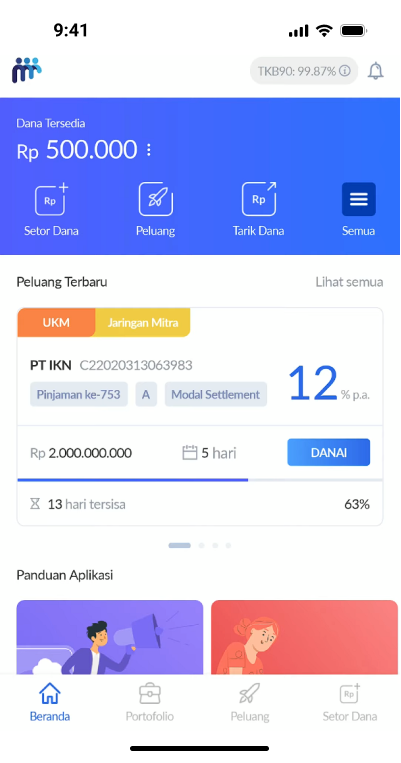 9:41
TKB90: 99.87%
Dana Tersedia
Rp 500.000
Rp
Rp
Setor Dana
Peluang
Tarik Dana
Semua
Peluang Terbaru
Lihat semua
UKM
Jaringan Mitra
PT IKN C22020313063983
Pinjaman ke-753
A
Modal Settlement
12 % p.a.
Rp 2.000.000.000
5 hari
DANAI
13 hari tersisa
63%
Panduan Aplikasi
Rp
Beranda
Portofolio
Peluang
Setor Dana